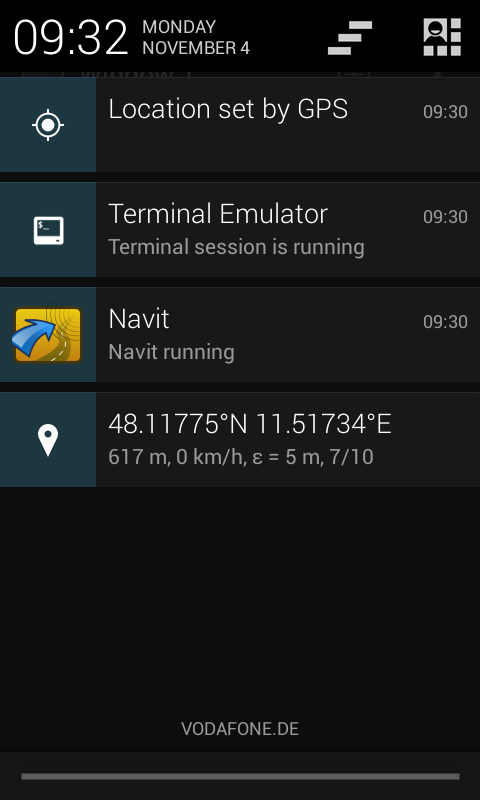 09:32
MONDAY
NOVEMBER 4
Location set by GPS
09:30
Terminal Emulator
09:30
Terminal session is running
Navit
09:30
Navit running
48.11775°N 11.51734°E
617 m, 0 km/h, ε = 5 m, 7/10
VODAFONE.DE